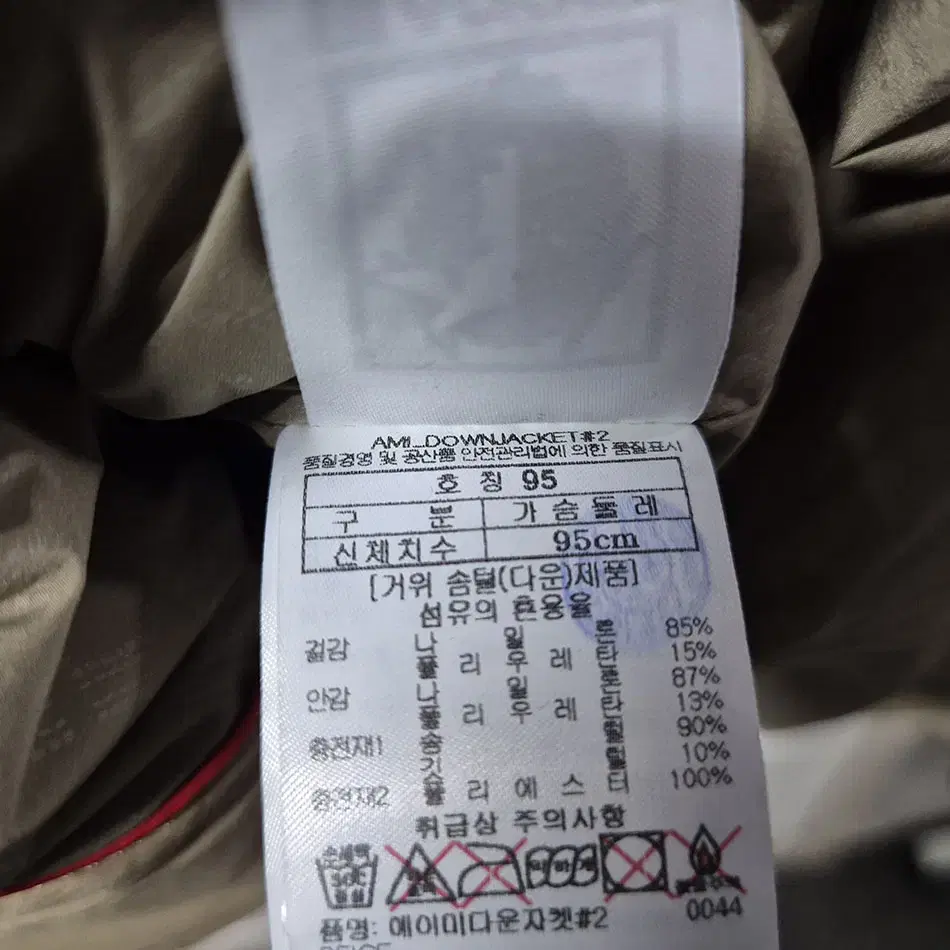 AMI_DOWNJACKET#2
품질경영 및 공산품 안전관리법에 의한 품질표시
호 칭 95
구 분 가 슴 둘 레
신체치수 95cm
[거위 솜털(다운)제품]
섬유의 혼용율
겉감 나 일 론 85%
폴 리 우 레 탄 15%
안감 나 일 론 87%
폴 리 우 레 탄 13%
충전재1 솜 털 90%
깃 털 10%
충전재2 폴 리 에 스 터 100%
취급상 주의사항
손세탁
품명: 에이미다운자켓#2 0044